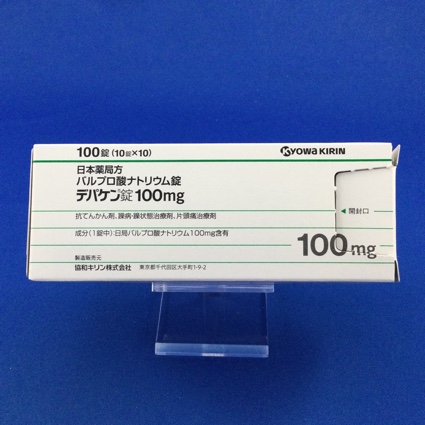 100錠(10錠×10)
KYOWA KIRIN
日本薬局方
バルプロ酸ナトリウム錠
デパケン®錠100mg
抗てんかん剤、躁病・躁状態治療剤、片頭痛治療剤
◀開封口
成分(1錠中):日局バルプロ酸ナトリウム100mg含有
100mg
製造販売元
協和キリン株式会社 東京都千代田区大手町1-9-2